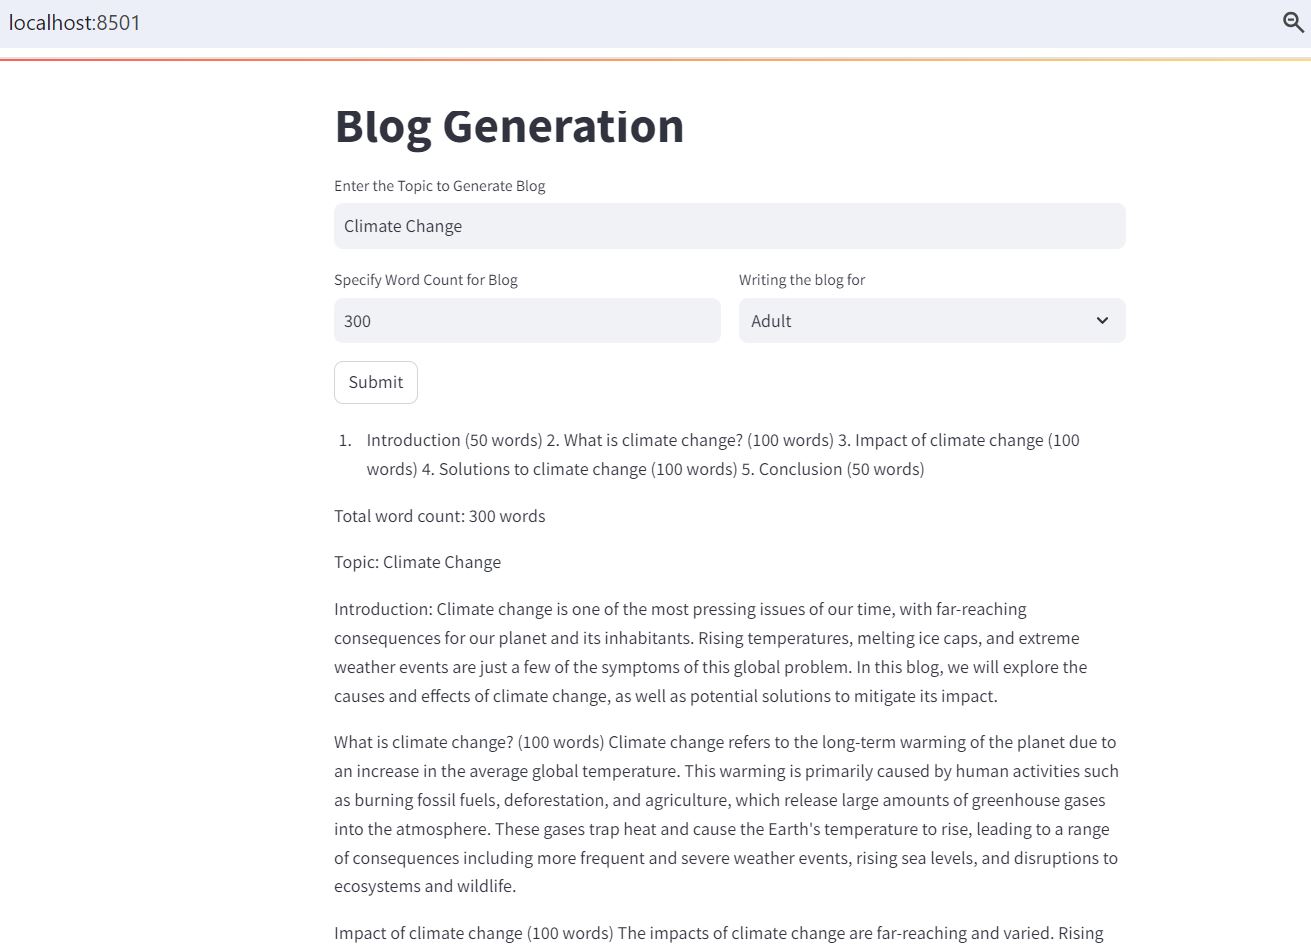 localhost:8501
Blog Generation
Enter the Topic to Generate Blog
Climate Change
Specify Word Count for Blog
Writing the blog for
300
Adult
Submit
1. Introduction (50 words) 2. What is climate change? (100 words) 3. Impact of climate change (100
words) 4. Solutions to climate change (100 words) 5. Conclusion (50 words)
Total word count: 300 words
Topic: Climate Change
Introduction: Climate change is one of the most pressing issues of our time, with far-reaching
consequences for our planet and its inhabitants. Rising temperatures, melting ice caps, and extreme
weather events are just a few of the symptoms of this global problem. In this blog, we will explore the
causes and effects of climate change, as well as potential solutions to mitigate its impact.
What is climate change? (100 words) Climate change refers to the long-term warming of the planet due to
an increase in the average global temperature. This warming is primarily caused by human activities such
as burning fossil fuels, deforestation, and agriculture, which release large amounts of greenhouse gases
into the atmosphere. These gases trap heat and cause the Earth's temperature to rise, leading to a range
of consequences including more frequent and severe weather events, rising sea levels, and disruptions to
ecosystems and wildlife.
Impact of climate change (100 words) The impacts of climate change are far-reaching and varied. Rising